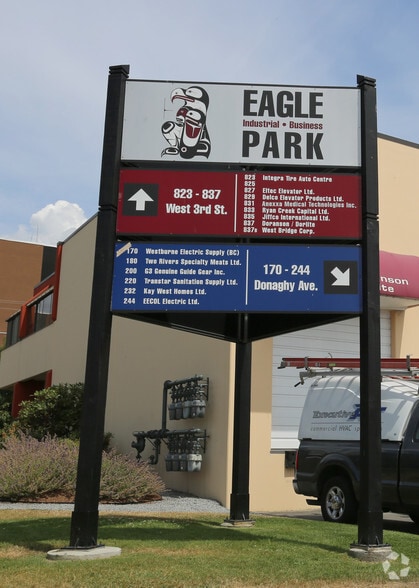 EAGLE
Industrial • Business
PARK
823 - 837
West 3rd St.
823 Integra Tire Auto Centre
825
827 Elfec Elevator Ltd.
829 Delco Elevator Products Ltd.
831 Anexxa Medical Technologies Inc.
833 Ryan Creek Capital Ltd.
835 Jiffco International Ltd.
837 Doranson / Dorlite
837B West Bridge Corp.
170 Westburne Electric Supply (BC)
180 Two Rivers Specialty Meats Ltd.
200 G3 Genuine Guide Gear Inc.
220 Transtar Sanitation Supply Ltd.
232 Kay West Homes Ltd.
244 EECOL Electric Ltd.
170 - 244
Donaghy Ave.
Executive